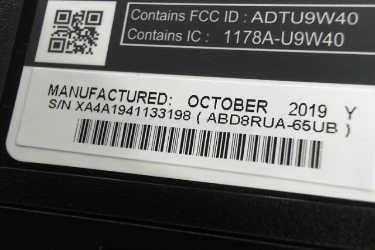 Contains FCC ID : ADTU9W40
Contains IC : 1178A-U9W40
MANUFACTURED: OCTOBER 2019 Y
S/N XA4A1941133198 ( ABD8RUA-65UB )